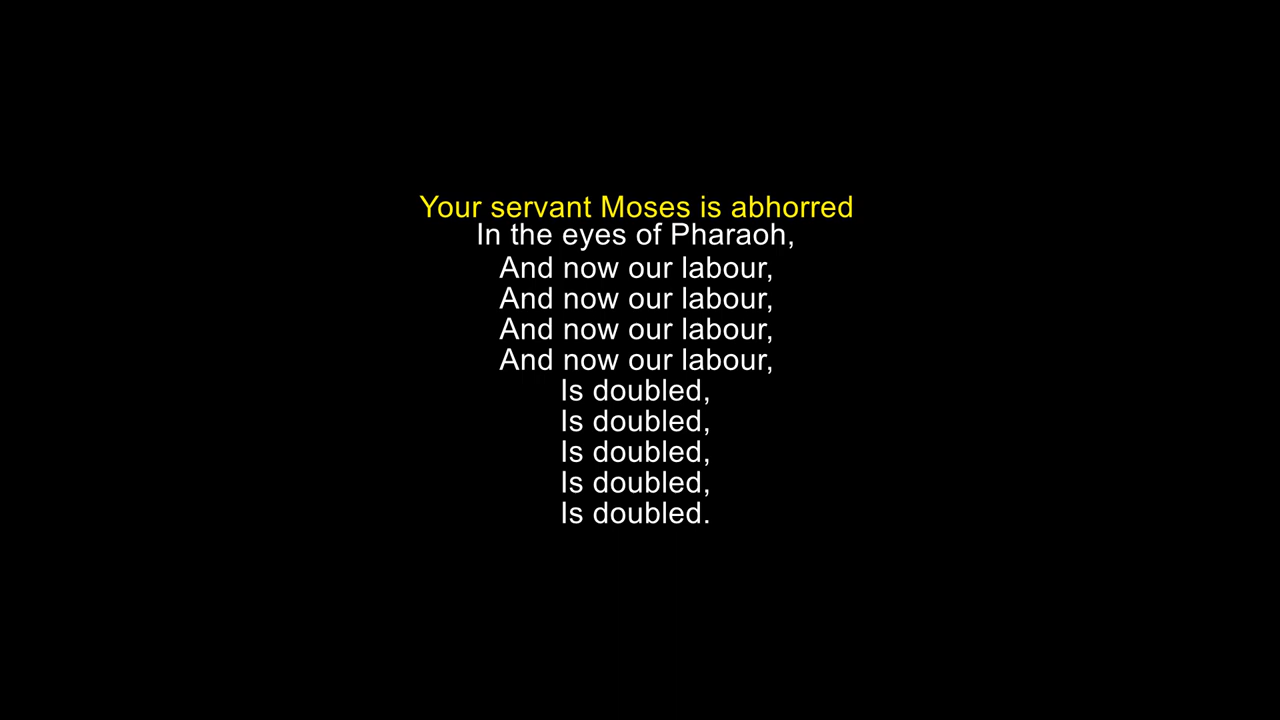 Your servant Moses is abhorred
In the eyes of Pharaoh,
And now our labour,
And now our labour,
And now our labour,
And now our labour,
Is doubled,
Is doubled,
Is doubled,
Is doubled,
Is doubled.